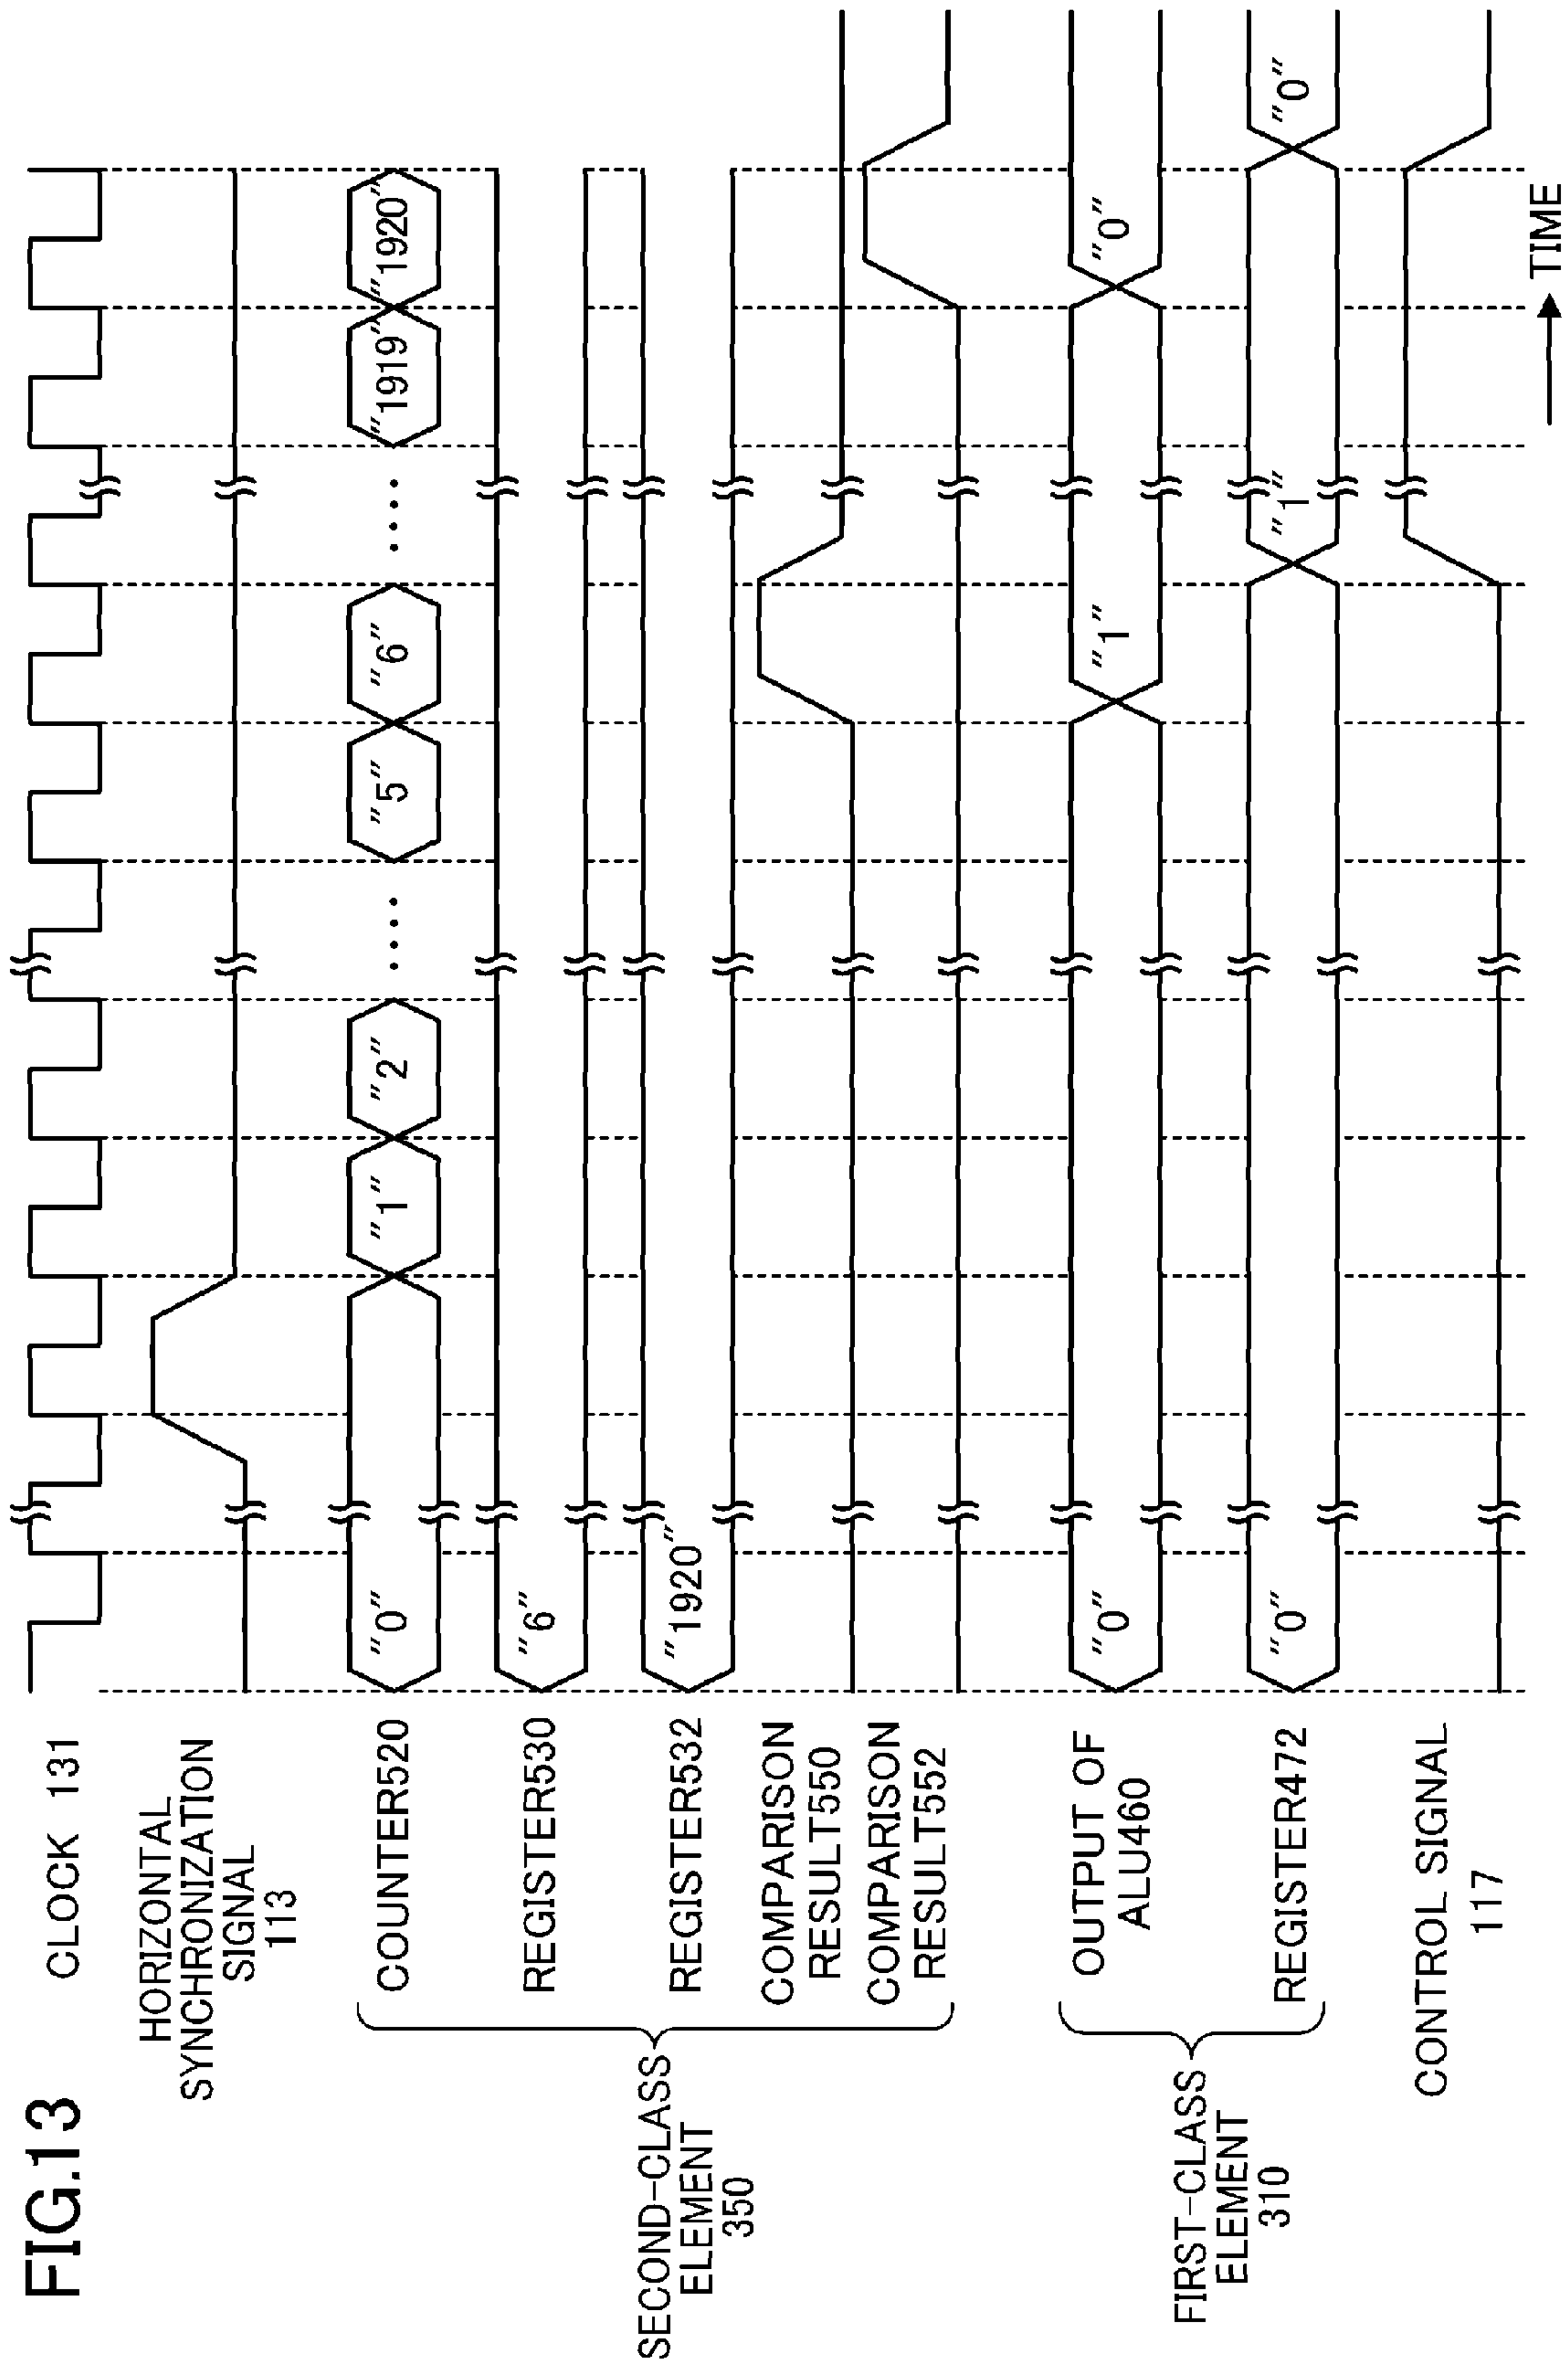 FIG.13
CLOCK 131
HORIZONTAL
SYNCHRONIZATION
SIGNAL
113
SECOND-CLASS
ELEMENT
350
COUNTER520
"0"
"1"
"2"
"5"
"6"
"1919"
"1920"
REGISTER530
"6"
REGISTER532
"1920"
COMPARISON
RESULT550
COMPARISON
RESULT552
FIRST-CLASS
ELEMENT
310
OUTPUT OF
ALU460
"0"
"1"
"0"
REGISTER472
"0"
"1"
"0"
CONTROL SIGNAL
117
TIME